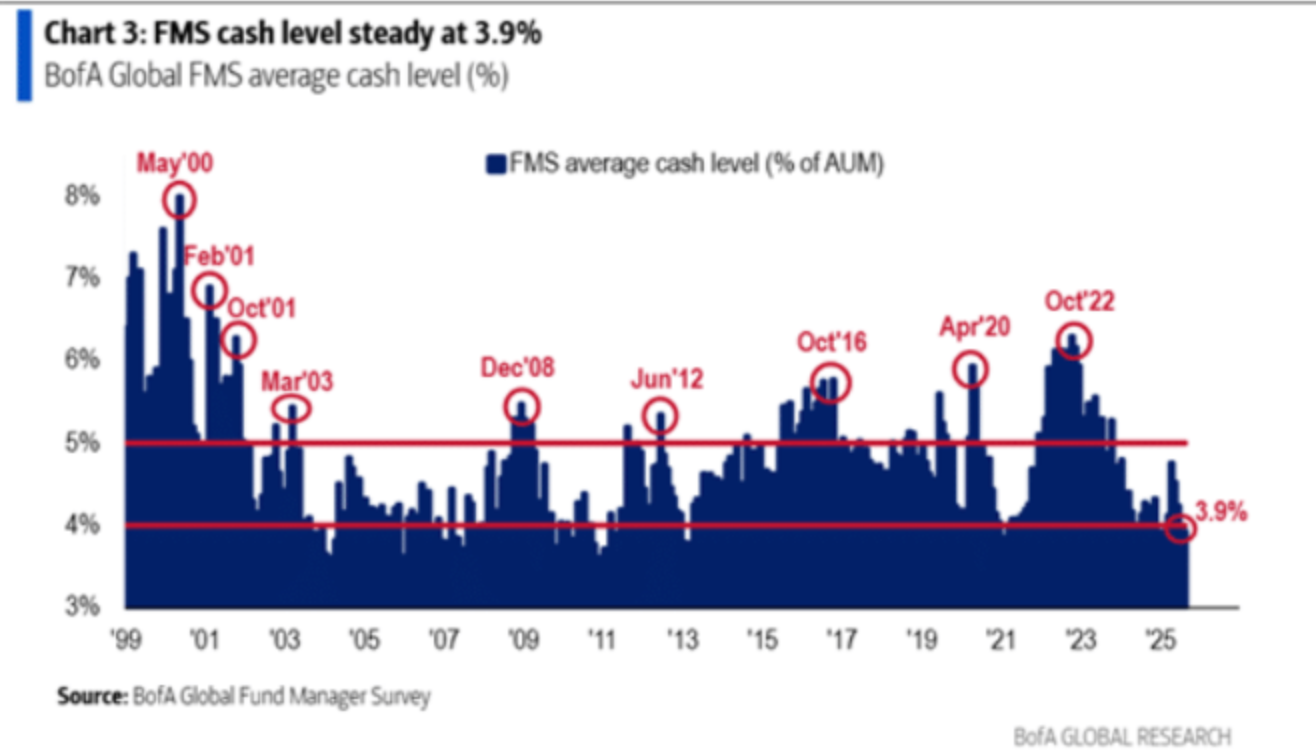 Chart 3: FMS cash level steady at 3.9%
BofA Global FMS average cash level (%)
FMS average cash level (% of AUM)
May'00
Feb'01
Oct'01
Mar'03
Dec'08
Jun'12
Oct'16
Apr'20
Oct'22
3.9%
8%
7%
6%
5%
4%
3%
'99 '01 '03 '05 '07 '09 '11 '13 '15 '17 '19 '21 '23 '25
Source: BofA Global Fund Manager Survey
BofA GLOBAL RESEARCH